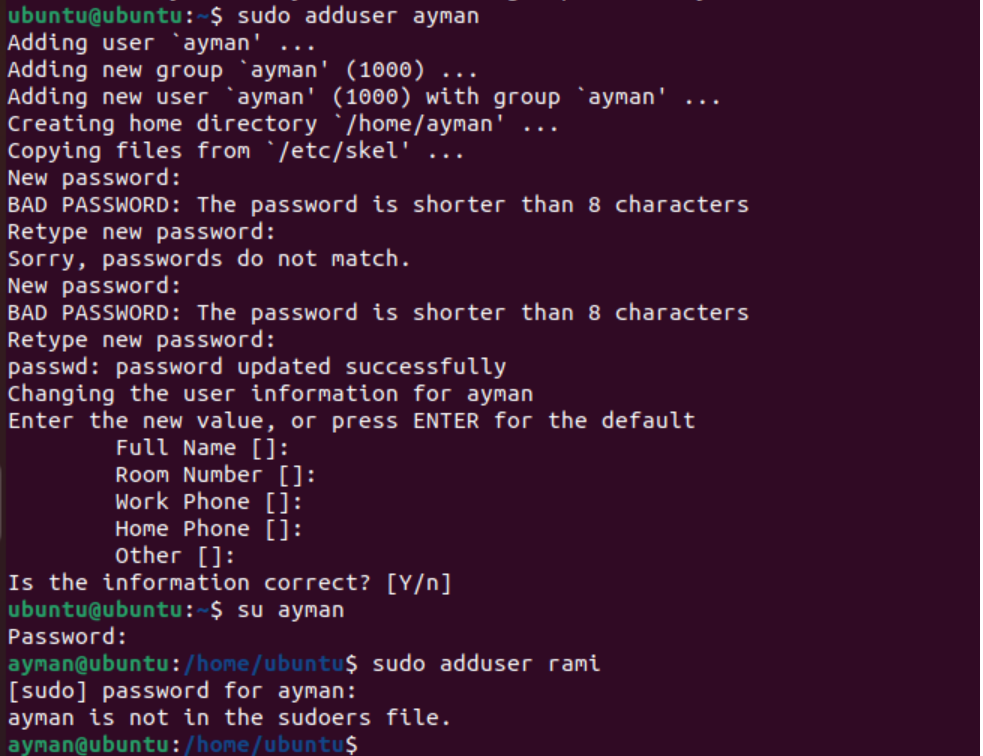 ubuntu@ubuntu:~$ sudo adduser ayman
Adding user `ayman' ...
Adding new group `ayman' (1000) ...
Adding new user `ayman' (1000) with group `ayman' ...
Creating home directory `/home/ayman' ...
Copying files from `/etc/skel' ...
New password:
BAD PASSWORD: The password is shorter than 8 characters
Retype new password:
Sorry, passwords do not match.
New password:
BAD PASSWORD: The password is shorter than 8 characters
Retype new password:
passwd: password updated successfully
Changing the user information for ayman
Enter the new value, or press ENTER for the default
        Full Name []:
        Room Number []:
        Work Phone []:
        Home Phone []:
        Other []:
Is the information correct? [Y/n]
ubuntu@ubuntu:~$ su ayman
Password:
ayman@ubuntu:/home/ubuntu$ sudo adduser rami
[sudo] password for ayman:
ayman is not in the sudoers file.
ayman@ubuntu:/home/ubuntu$